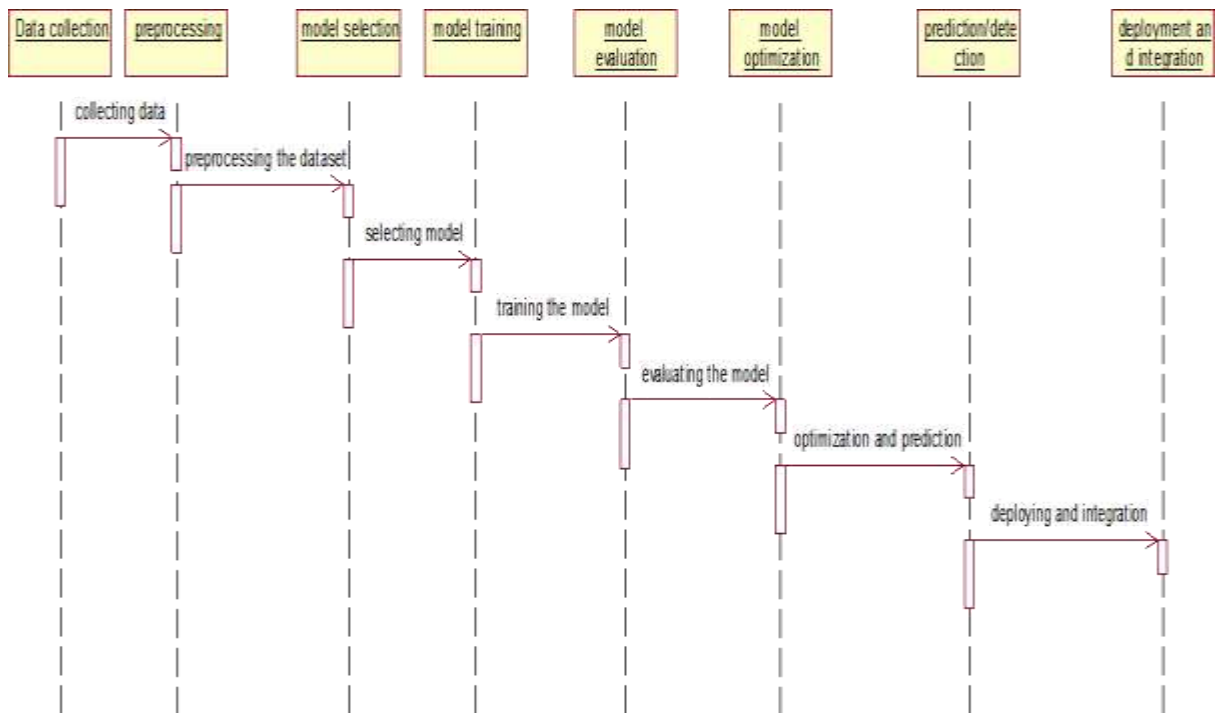 Data collection
preprocessing
model selection
model training
model
evaluation
model
optimization
prediction/dete
ction
deployment an
d integration
collecting data
preprocessing the dataset
selecting model
training the model
evaluating the model
optimization and prediction
deploying and integration